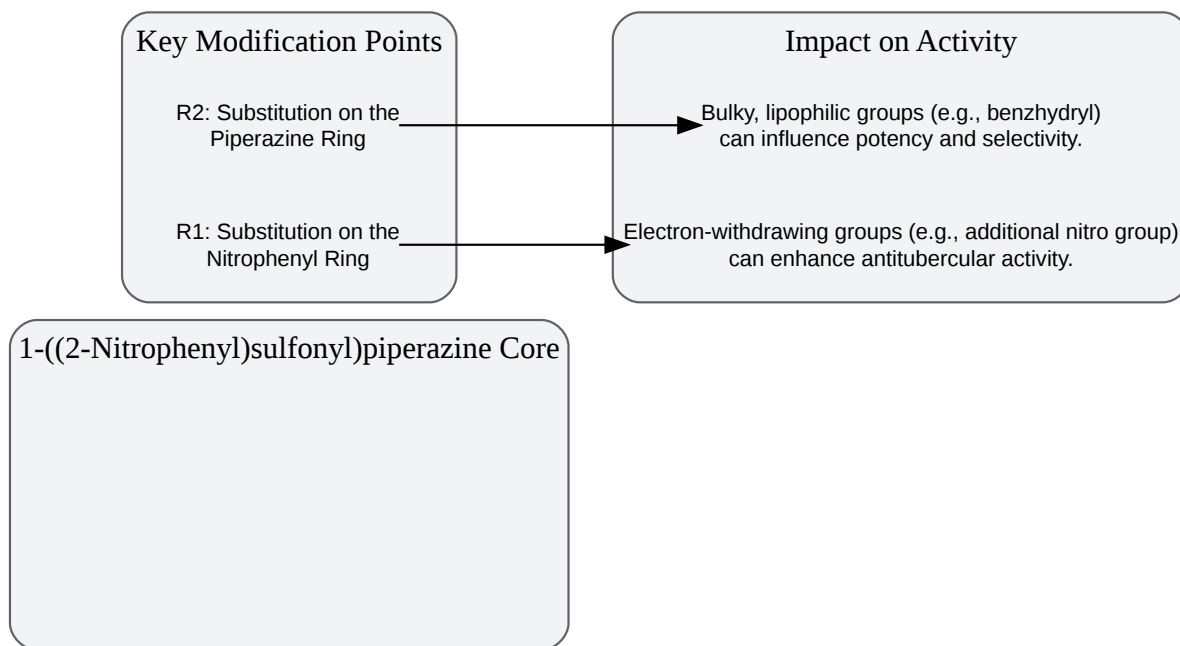 Key Modification Points
R2: Substitution on the
Piperazine Ring
R1: Substitution on the
Nitrophenyl Ring
Impact on Activity
Bulky, lipophilic groups (e.g., benzhydryl)
can influence potency and selectivity.
Electron-withdrawing groups (e.g., additional nitro group)
can enhance antitubercular activity.
1-((2-Nitrophenyl)sulfonyl)piperazine Core